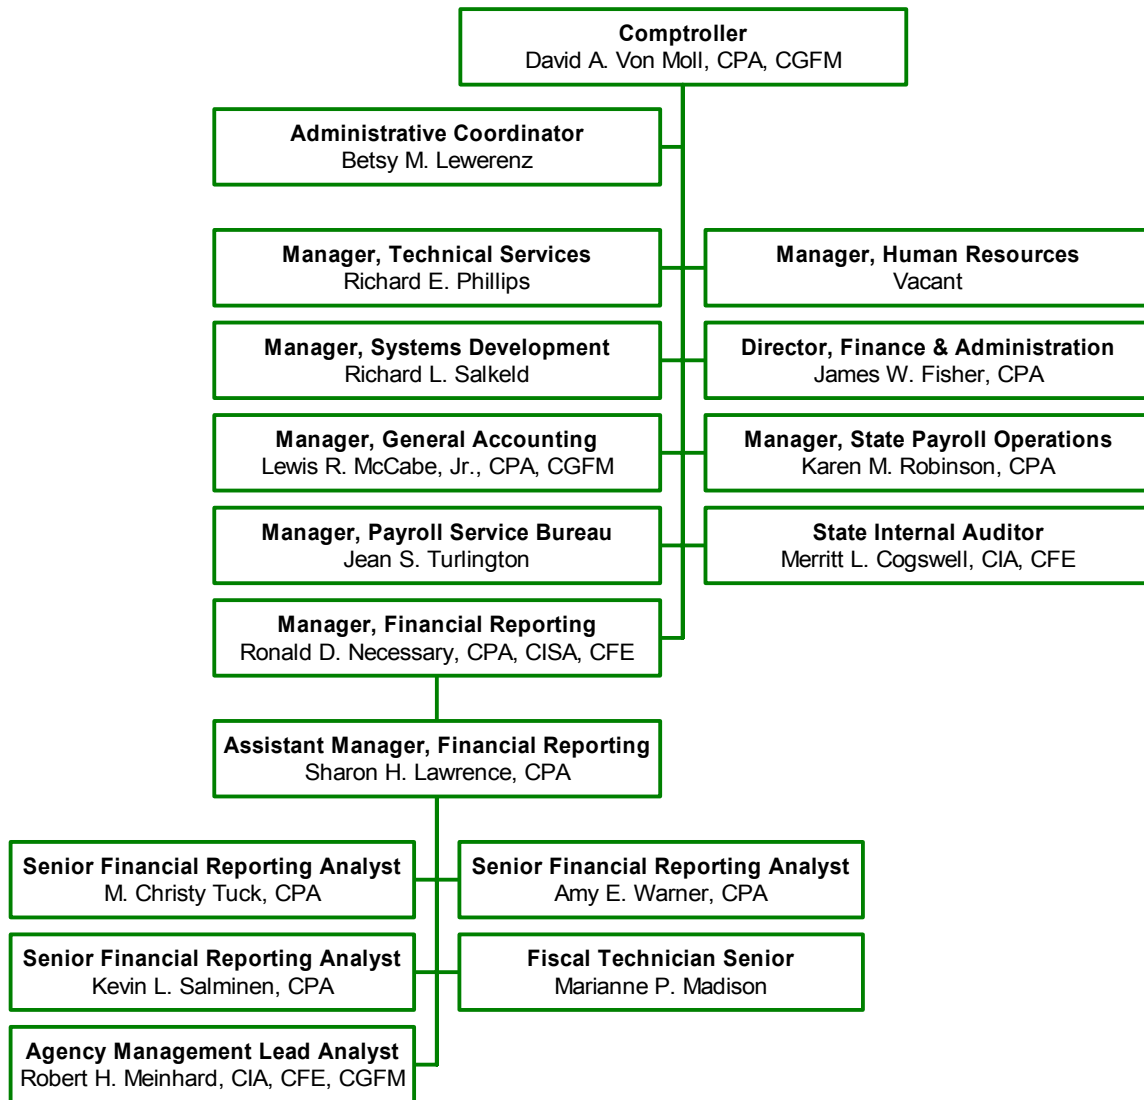 Comptroller
David A. Von Moll, CPA, CGFM
Administrative Coordinator
Betsy M. Lewerenz
Manager, Technical Services
Richard E. Phillips
Manager, Human Resources
Vacant
Manager, Systems Development
Richard L. Salkeld
Director, Finance & Administration
James W. Fisher, CPA
Manager, General Accounting
Lewis R. McCabe, Jr., CPA, CGFM
Manager, State Payroll Operations
Karen M. Robinson, CPA
Manager, Payroll Service Bureau
Jean S. Turlington
State Internal Auditor
Merritt L. Cogswell, CIA, CFE
Manager, Financial Reporting
Ronald D. Necessary, CPA, CISA, CFE
Assistant Manager, Financial Reporting
Sharon H. Lawrence, CPA
Senior Financial Reporting Analyst
M. Christy Tuck, CPA
Senior Financial Reporting Analyst
Amy E. Warner, CPA
Senior Financial Reporting Analyst
Kevin L. Salminen, CPA
Fiscal Technician Senior
Marianne P. Madison
Agency Management Lead Analyst
Robert H. Meinhard, CIA, CFE, CGFM